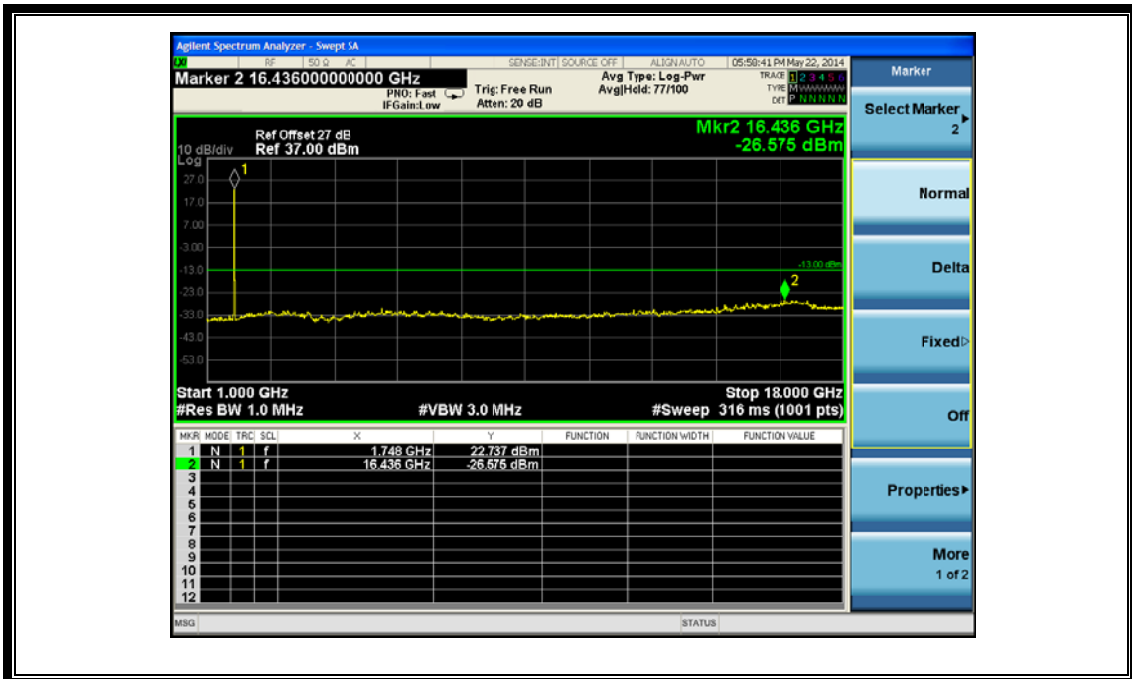 Agilent Spectrum Analyzer - Swept SA
RF 50 Ω AC SENSE:INT SOURCE OFF ALIGN AUTO 05:58:41 PM May 22, 2014
Marker 2 16.436000000000 GHz
PNO: Fast
IFGain:Low
Trig: Free Run
Atten: 20 dB
Avg Type: Log-Pwr
Avg|Hold: 77/100
TRACE 1 2 3 4 5 6
TYPE M WWWWW
DET P N N N N N
Mkr2 16.436 GHz
-26.575 dBm
Ref Offset 27 dB
10 dB/div Ref 37.00 dBm
Log
27.0
17.0
7.00
-3.00
-13.0
-23.0
-33.0
-43.0
-53.0
1
-13.00 dBm
2
Start 1.000 GHz Stop 18.000 GHz
#Res BW 1.0 MHz #VBW 3.0 MHz #Sweep 316 ms (1001 pts)
MKR MODE TRC SCL X Y FUNCTION FUNCTION WIDTH FUNCTION VALUE
1 N 1 f 1.748 GHz 22.737 dBm
2 N 1 f 16.436 GHz -26.575 dBm
3
4
5
6
7
8
9
10
11
12
MSG STATUS
Marker
Select Marker
2
Normal
Delta
Fixed
Off
Properties
More
1 of 2